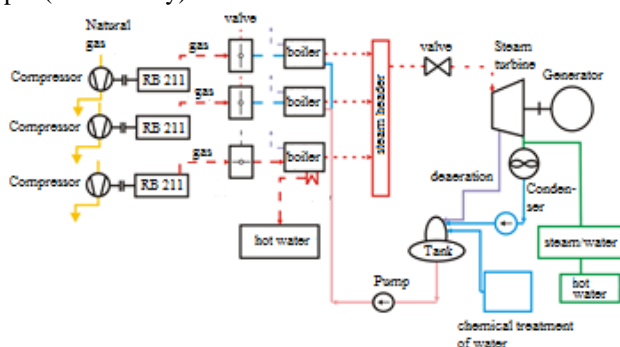 Natural
gas
valve
gas
boiler
valve
Steam
turbine
Generator
Compressor
RB 211
steam header
boiler
Compressor
RB 211
gas
boiler
Compressor
RB 211
deaeration
Conden-
ser
hot water
Tank
steam/water
Pump
hot
water
chemical treatment
of water